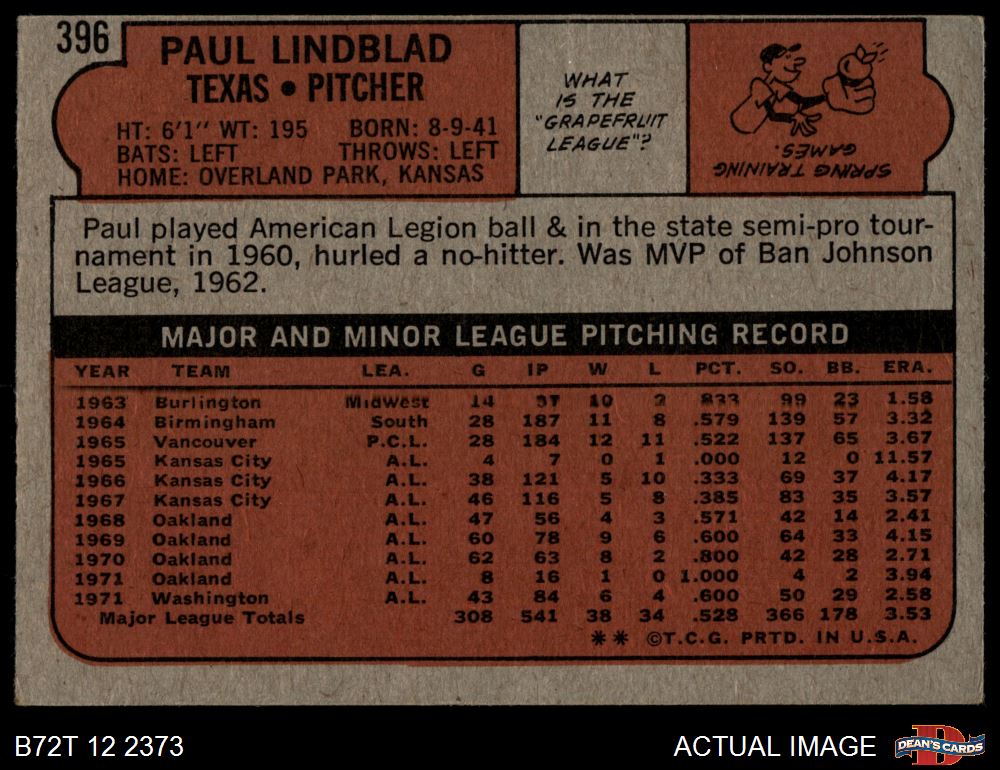 396
PAUL LINDBLAD
TEXAS • PITCHER
HT: 6'1" WT: 195 BORN: 8-9-41
BATS: LEFT THROWS: LEFT
HOME: OVERLAND PARK, KANSAS
WHAT
IS THE
"GRAPEFRUIT
LEAGUE"?
SPRING TRAINING
GAMES.
Paul played American Legion ball & in the state semi-pro tour-
nament in 1960, hurled a no-hitter. Was MVP of Ban Johnson
League, 1962.
MAJOR AND MINOR LEAGUE PITCHING RECORD
YEAR TEAM LEA. G IP W L PCT. SO. BB. ERA.
1963 Burlington Midwest 14 97 10 2 .833 99 23 1.58
1964 Birmingham South 28 187 11 8 .579 139 57 3.32
1965 Vancouver P.C.L. 28 184 12 11 .522 137 65 3.67
1965 Kansas City A.L. 4 7 0 1 .000 12 0 11.57
1966 Kansas City A.L. 38 121 5 10 .333 69 37 4.17
1967 Kansas City A.L. 46 116 5 8 .385 83 35 3.57
1968 Oakland A.L. 47 56 4 3 .571 42 14 2.41
1969 Oakland A.L. 60 78 9 6 .600 64 33 4.15
1970 Oakland A.L. 62 63 8 2 .800 42 28 2.71
1971 Oakland A.L. 8 16 1 0 1.000 4 2 3.94
1971 Washington A.L. 43 84 6 4 .600 50 29 2.58
Major League Totals 308 541 38 34 .528 366 178 3.53
** ©T.C.G. PRTD. IN U.S.A.
B72T 12 2373
ACTUAL IMAGE
DEAN'S CARDS